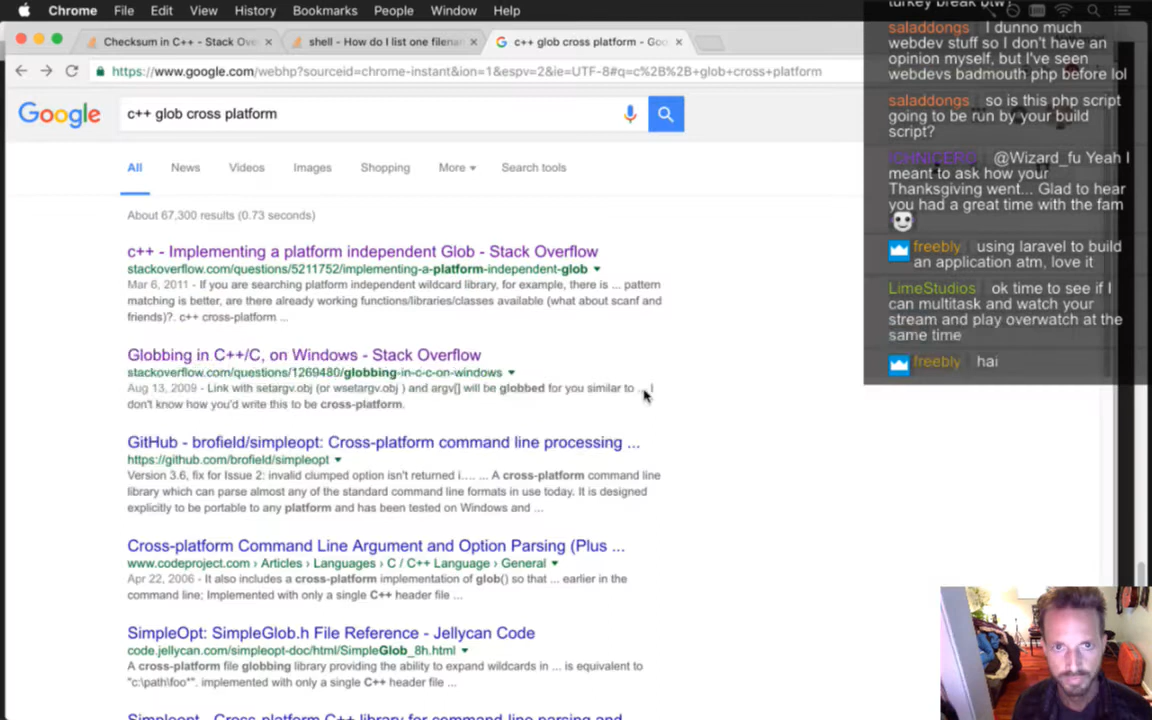 Chrome File Edit View History Bookmarks People Window Help
Checksum in C++ - Stack Ove
shell - How do I list one filenar
c++ glob cross platform - Goo
https://www.google.com/webhp?sourceid=chrome-instant&ion=1&espv=2&ie=UTF-8#q=c%2B%2B+glob+cross+platform
Google
c++ glob cross platform
All News Videos Images Shopping More Search tools
About 67,300 results (0.73 seconds)
c++ - Implementing a platform independent Glob - Stack Overflow
stackoverflow.com/questions/5211752/implementing-a-platform-independent-glob
Mar 6, 2011 - If you are searching platform independent wildcard library, for example, there is ... pattern
matching is better, are there already working functions/libraries/classes available (what about scanf and
friends)?. c++ cross-platform ...
Globbing in C++/C, on Windows - Stack Overflow
stackoverflow.com/questions/1269480/globbing-in-c-c-on-windows
Aug 13, 2009 - Link with setargv.obj (or wsetargv.obj ) and argv[] will be globbed for you similar to ... I
don't know how you'd write this to be cross-platform.
GitHub - brofield/simpleopt: Cross-platform command line processing ...
https://github.com/brofield/simpleopt
Version 3.6, fix for Issue 2: invalid clumped option isn't returned i.... ... A cross-platform command line
library which can parse almost any of the standard command line formats in use today. It is designed
explicitly to be portable to any platform and has been tested on Windows and ...
Cross-platform Command Line Argument and Option Parsing (Plus ...
www.codeproject.com › Articles › Languages › C / C++ Language › General
Apr 22, 2006 - It also includes a cross-platform implementation of glob() so that ... earlier in the
command line; Implemented with only a single C++ header file ...
SimpleOpt: SimpleGlob.h File Reference - Jellycan Code
code.jellycan.com/simpleopt-doc/html/SimpleGlob_8h.html
A cross-platform file globbing library providing the ability to expand wildcards in ... is equivalent to
"c:\path\foo*". implemented with only a single C++ header file ...
Simpleopt - Cross-platform C++ library for command-line parsing and
turkey break btw!
saladdongs I dunno much
webdev stuff so I don't have an
opinion myself, but I've seen
webdevs badmouth php before lol
saladdongs so is this php script
going to be run by your build
script?
@Wizard_fu Yeah I
meant to ask how your
Thanksgiving went... Glad to hear
you had a great time with the fam
freebly using laravel to build
an application atm, love it
LimeStudios ok time to see if I
can multitask and watch your
stream and play overwatch at the
same time
freebly hai